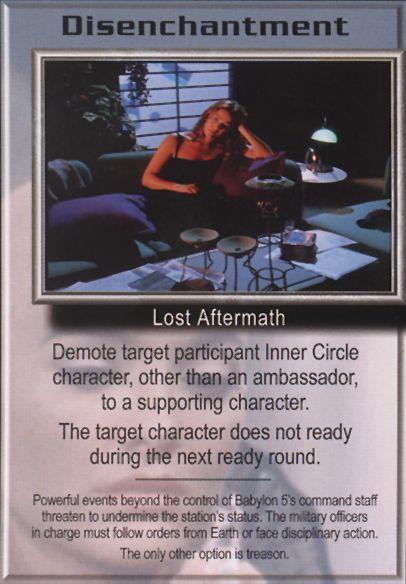 Disenchantment
Lost Aftermath
Demote target participant Inner Circle
character, other than an ambassador,
to a supporting character.
The target character does not ready
during the next ready round.
Powerful events beyond the control of Babylon 5's command staff
threaten to undermine the station's status. The military officers
in charge must follow orders from Earth or face disciplinary action.
The only other option is treason.